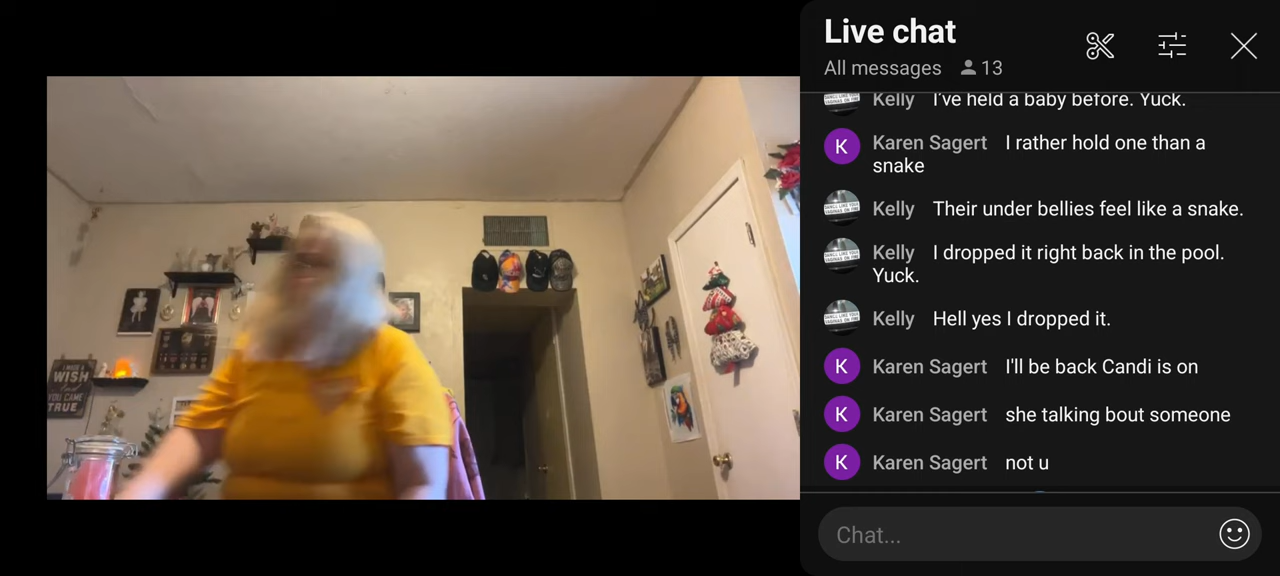 Live chat
All messages 13
Kelly I've held a baby before. Yuck.
K Karen Sagert I rather hold one than a
snake
Kelly Their under bellies feel like a snake.
Kelly I dropped it right back in the pool.
Yuck.
Kelly Hell yes I dropped it.
K Karen Sagert I'll be back Candi is on
K Karen Sagert she talking bout someone
K Karen Sagert not u
Chat...
I MADE A
WISH
And
YOU CAME
TRUE